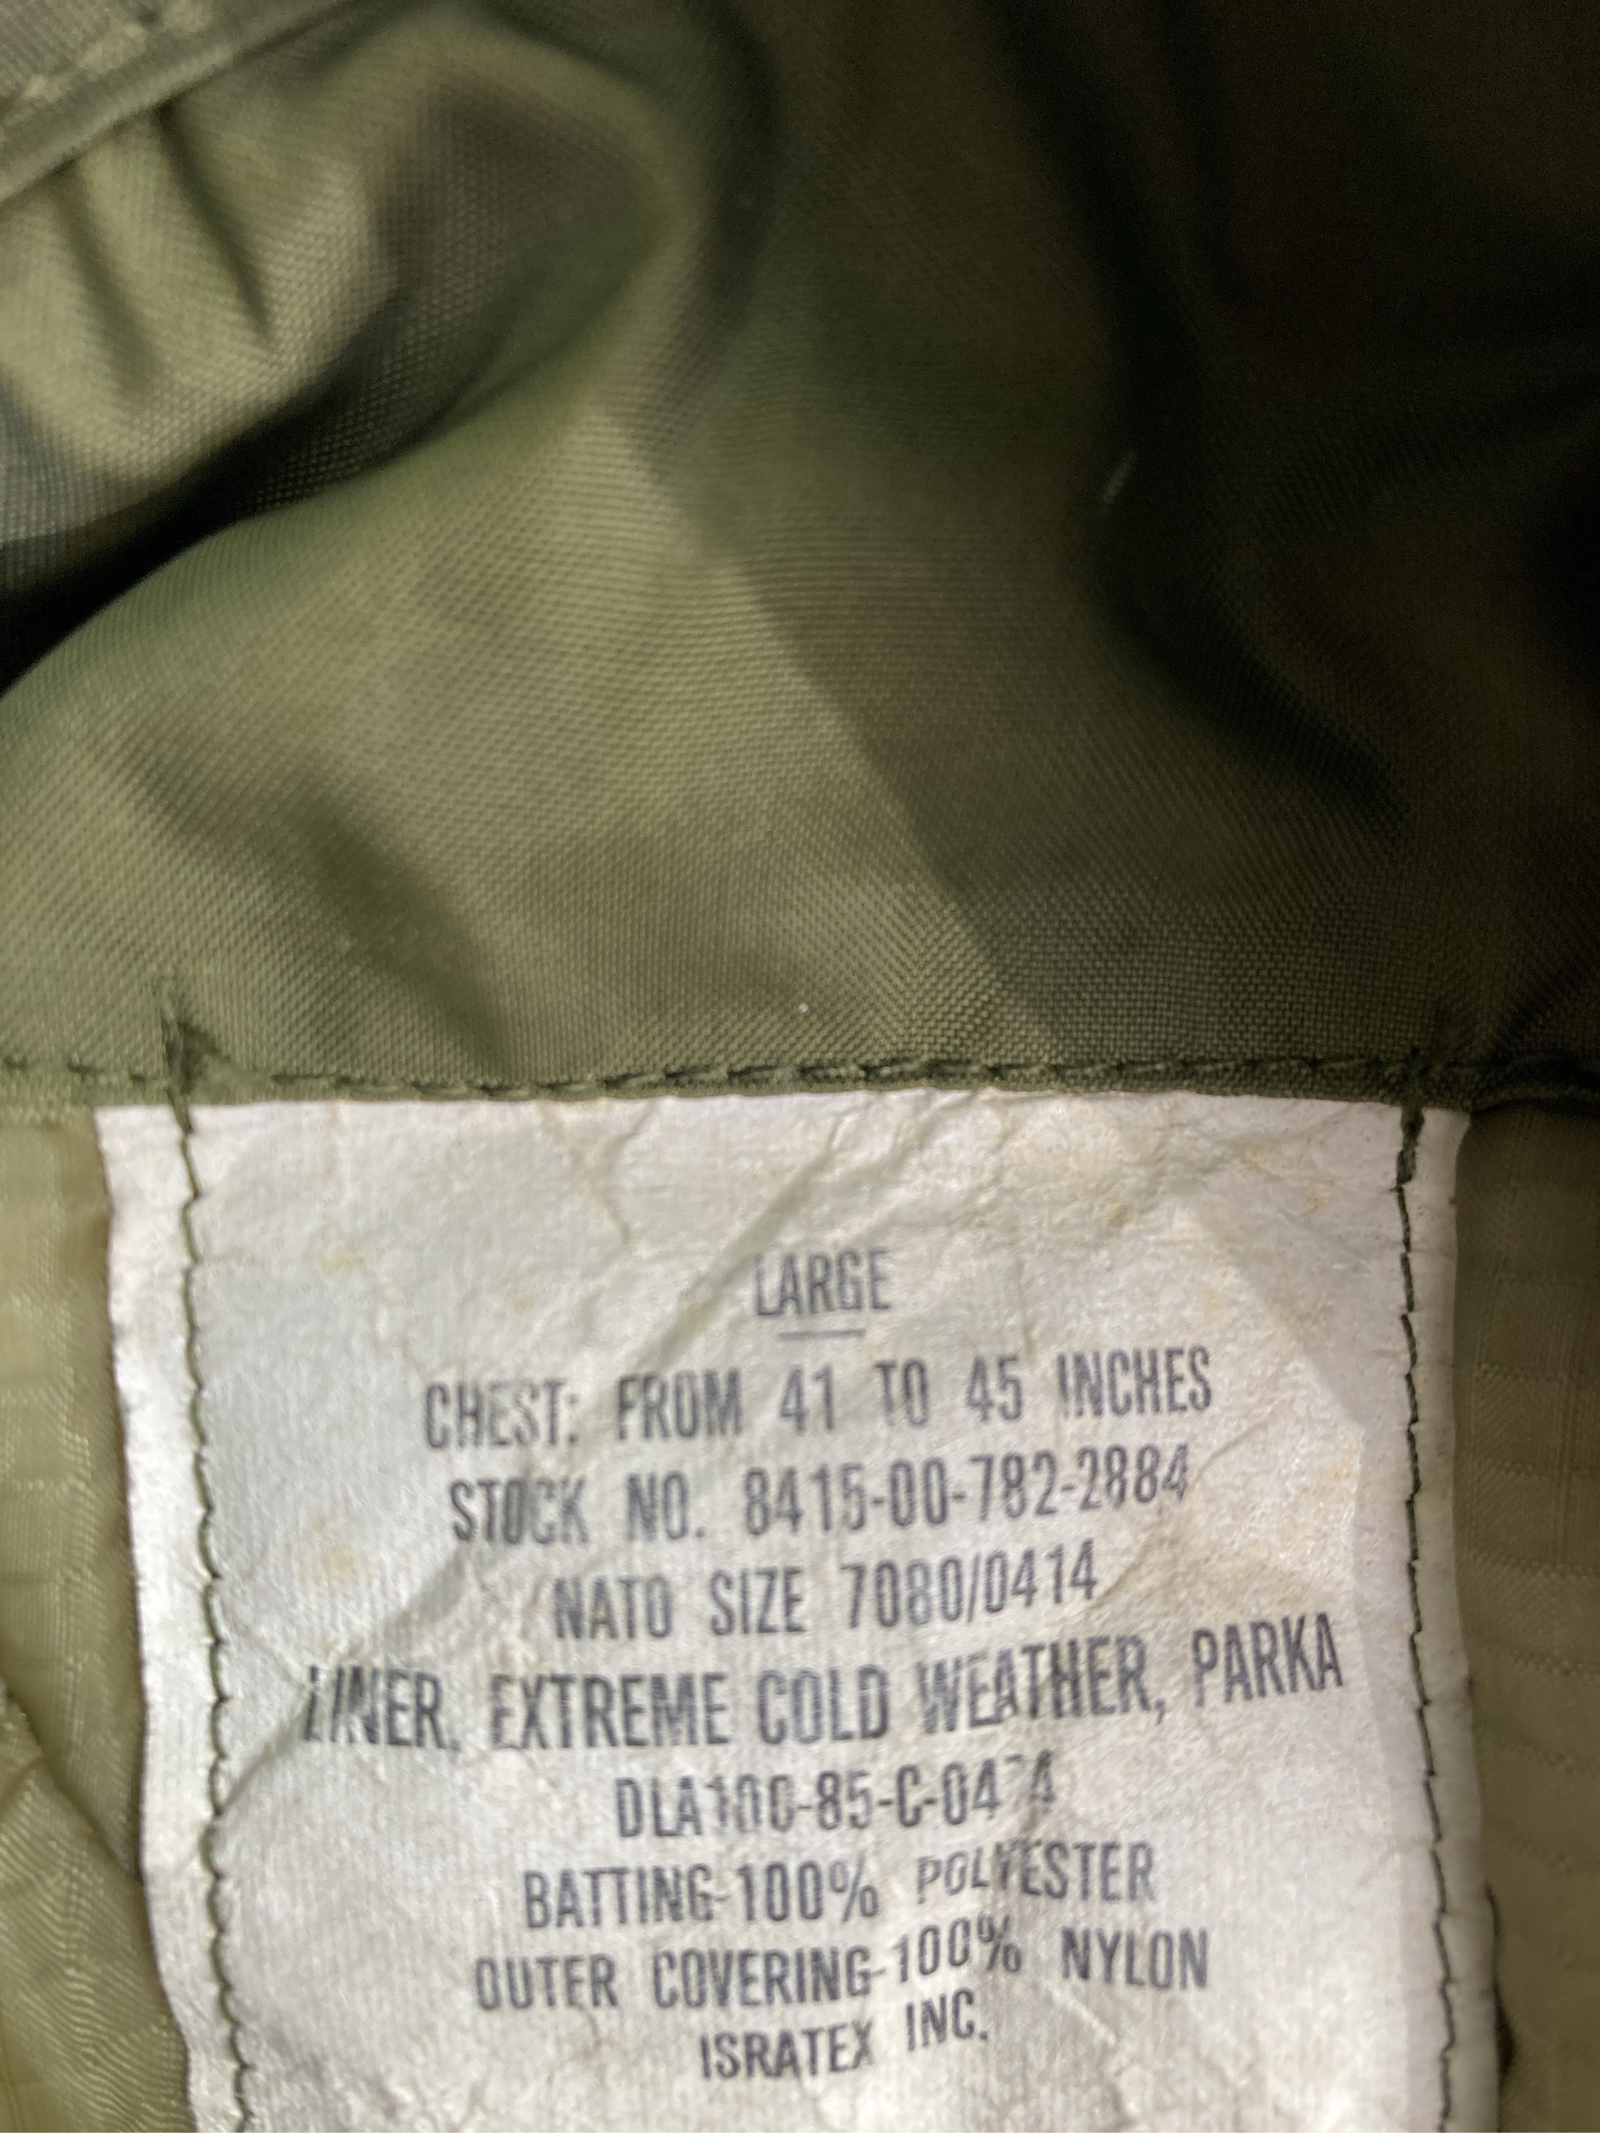 LARGE
CHEST: FROM 41 TO 45 INCHES
STOCK NO. 8415-00-782-2884
NATO SIZE 7080/0414
LINER, EXTREME COLD WEATHER, PARKA
BATTING-100% POLYESTER
OUTER COVERING-100% NYLON
ISRATEX INC.